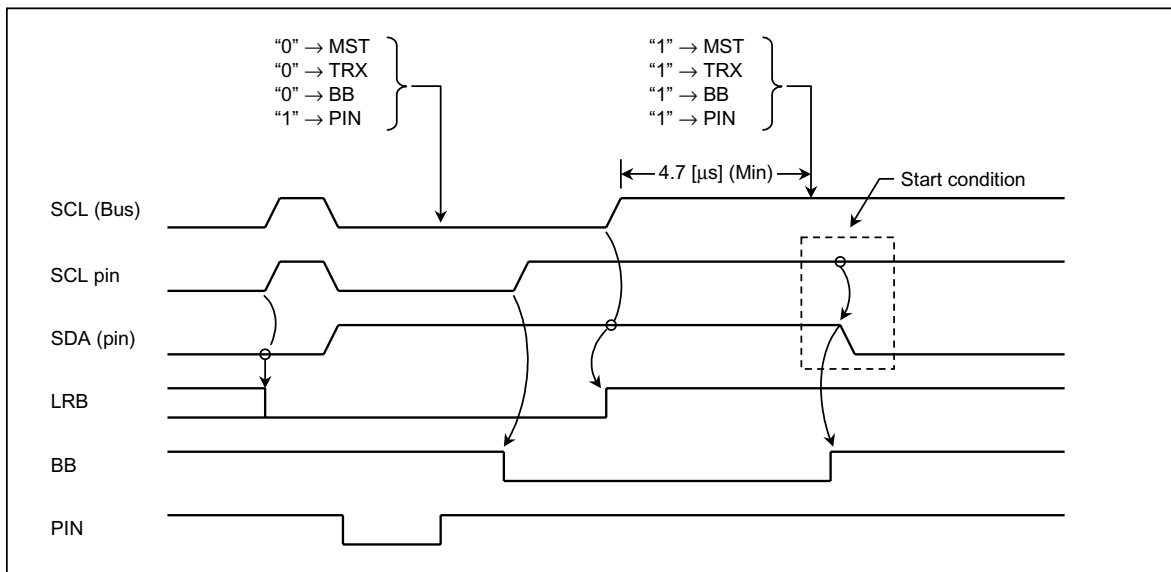 “0” → MST
“0” → TRX
“0” → BB
“1” → PIN
“1” → MST
“1” → TRX
“1” → BB
“1” → PIN
4.7 [μs] (Min)
Start condition
SCL (Bus)
SCL pin
SDA (pin)
LRB
BB
PIN